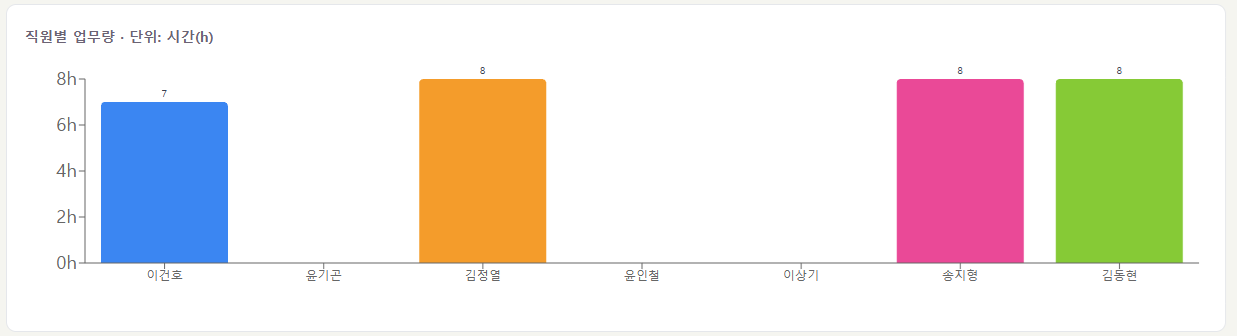 직원별 업무량 · 단위: 시간(h)
8h
6h
4h
2h
0h
7
8
8
8
이건호
윤기곤
김정열
윤인철
이상기
송지형
김동현